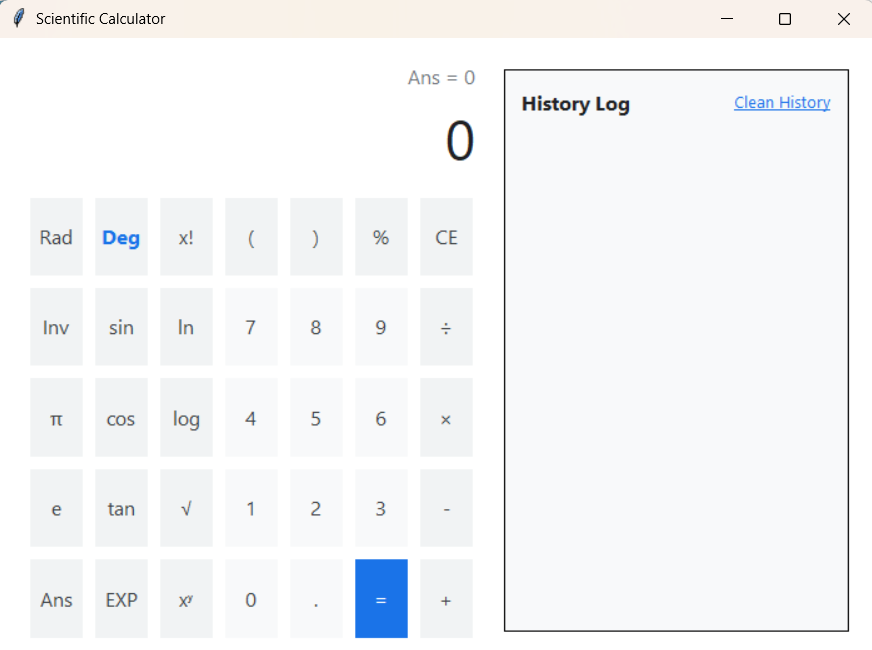 Scientific Calculator
Ans = 0
0
History Log
Clean History
Rad Deg x! ( ) % CE
Inv sin ln 7 8 9 ÷
π cos log 4 5 6 ×
e tan √ 1 2 3 -
Ans EXP xʸ 0 . = +